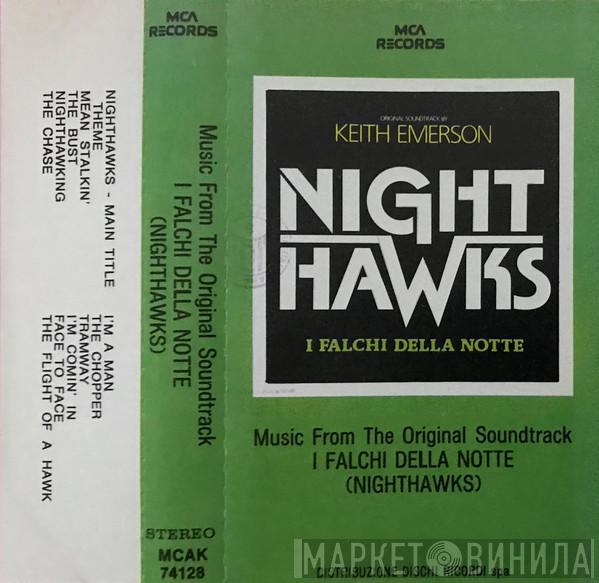 NIGHTHAWKS - MAIN TITLE
THEME
MEAN STALKIN'
THE BUST
NIGHTHAWKING
THE CHASE
I'M A MAN
THE CHOPPER
TRAMWAY
I'M COMIN' IN
FACE TO FACE
THE FLIGHT OF A HAWK
MCA
RECORDS
Music From The Original Soundtrack
I FALCHI DELLA NOTTE
(NIGHTHAWKS)
STEREO
MCAK
74128
MCA
RECORDS
ORIGINAL SOUNDTRACK BY
KEITH EMERSON
NIGHT
HAWKS
I FALCHI DELLA NOTTE
Music From The Original Soundtrack
I FALCHI DELLA NOTTE
(NIGHTHAWKS)
МАРКЕТ ВИНИЛА
DISTRIBUZIONE DISCHI RICORDI spa